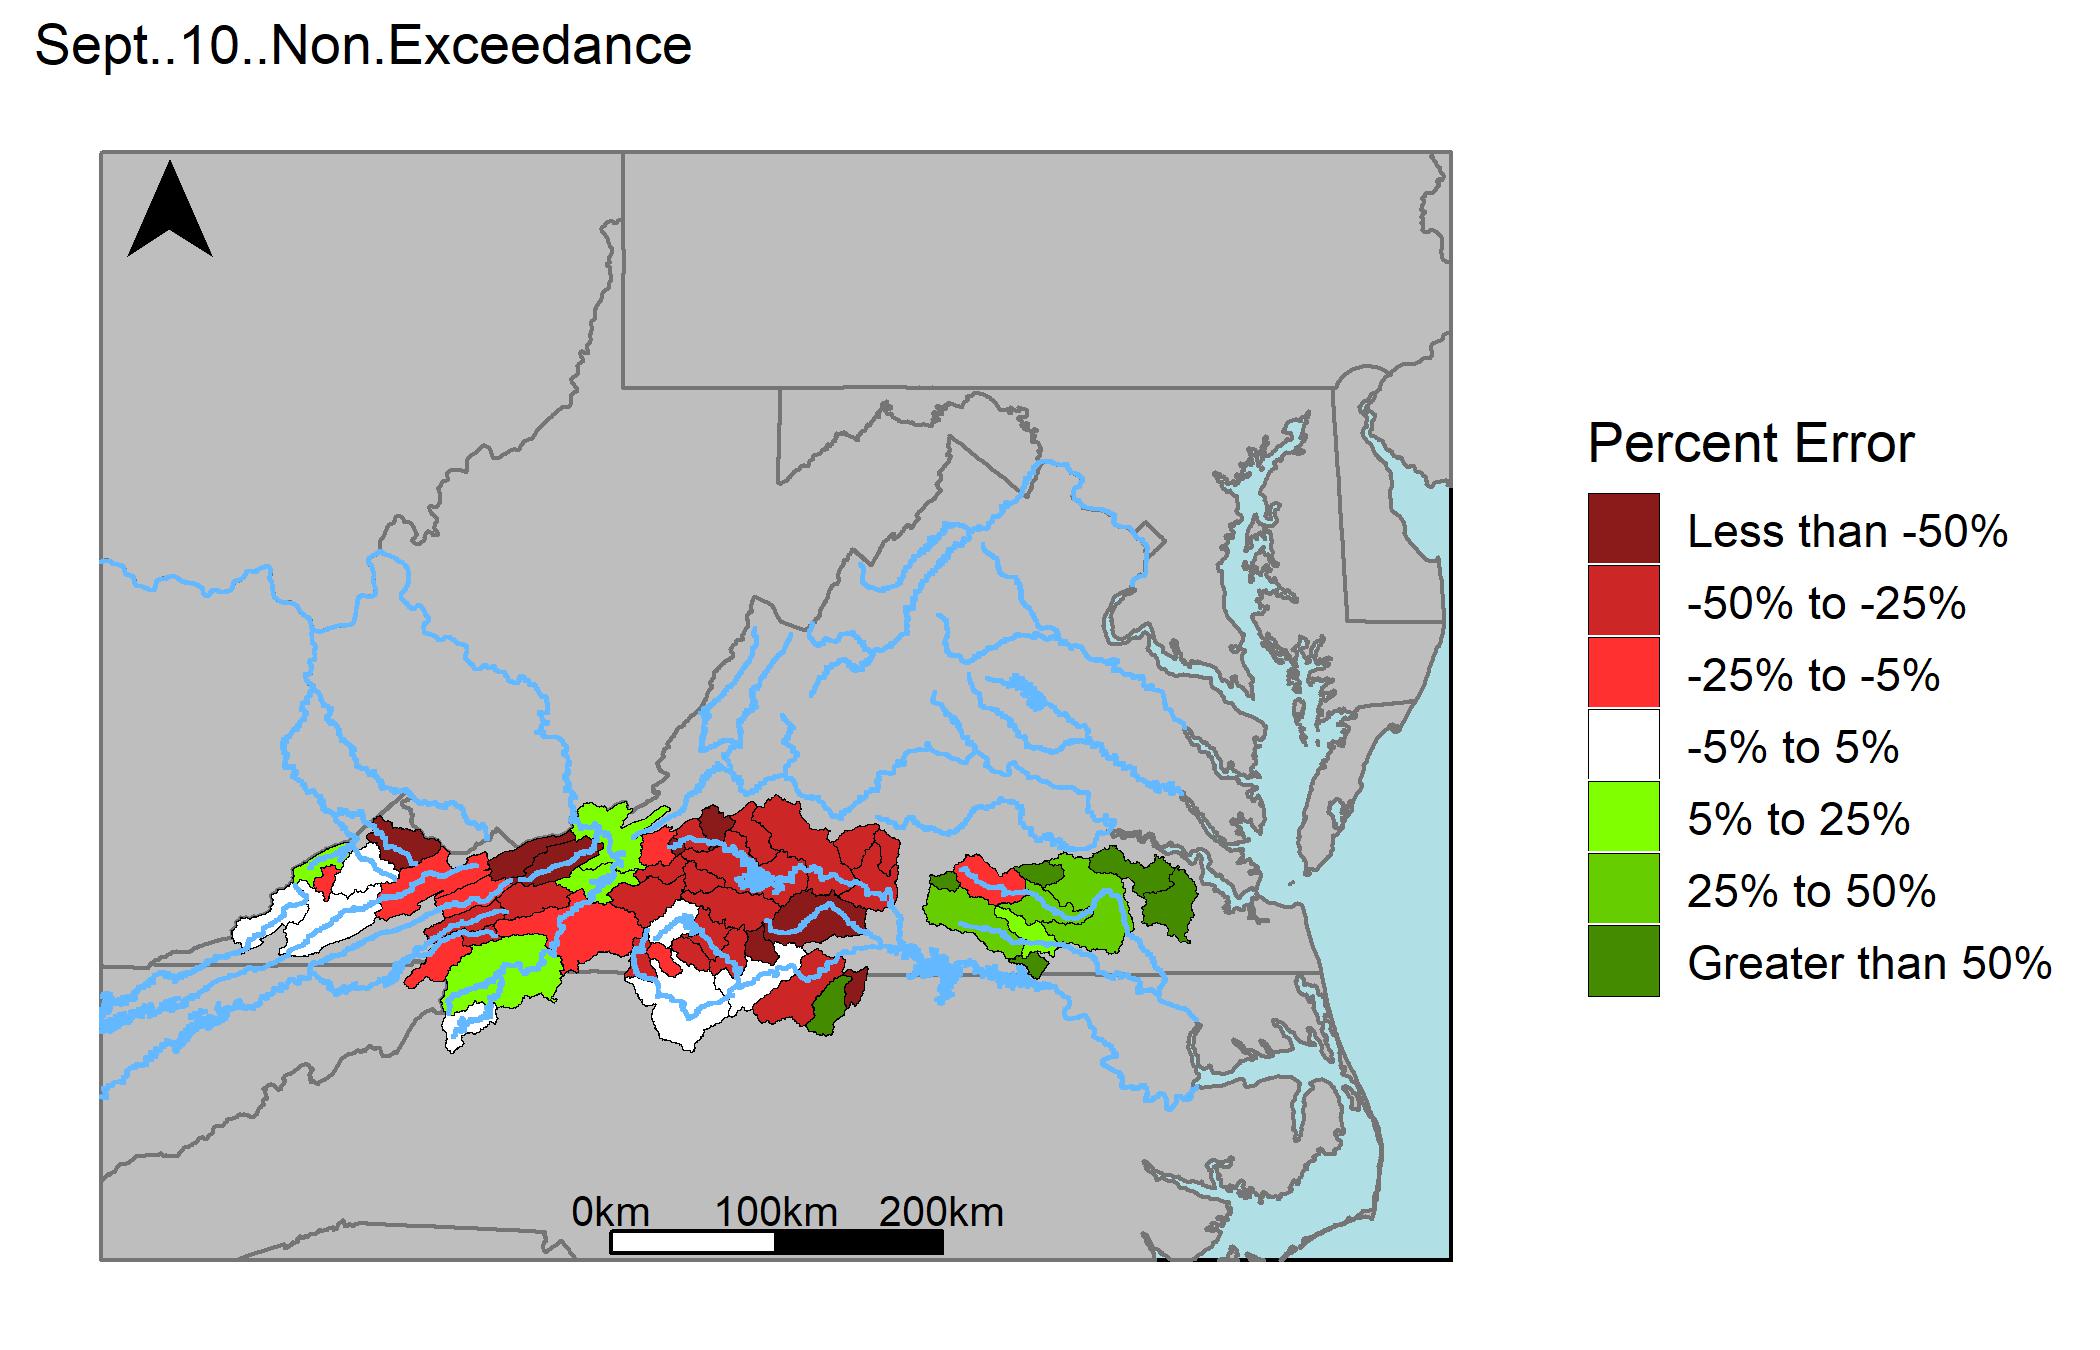 Sept..10..Non.Exceedance
Percent Error
Less than -50%
-50% to -25%
-25% to -5%
-5% to 5%
5% to 25%
25% to 50%
Greater than 50%
0km 100km 200km